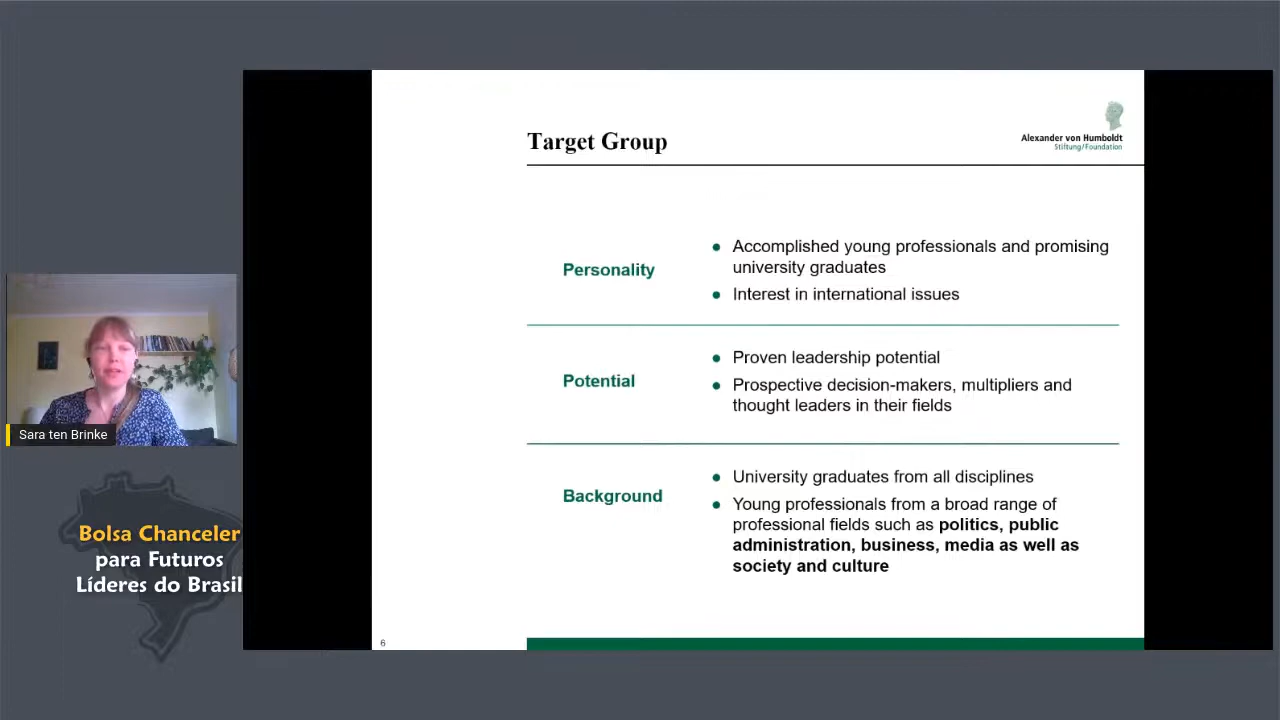 Target Group
Alexander von Humboldt
Stiftung/Foundation
Personality
● Accomplished young professionals and promising
university graduates
● Interest in international issues
Potential
● Proven leadership potential
● Prospective decision-makers, multipliers and
thought leaders in their fields
Background
● University graduates from all disciplines
● Young professionals from a broad range of
professional fields such as politics, public
administration, business, media as well as
society and culture
6
Sara ten Brinke
Bolsa Chanceler
para Futuros
Líderes do Brasil